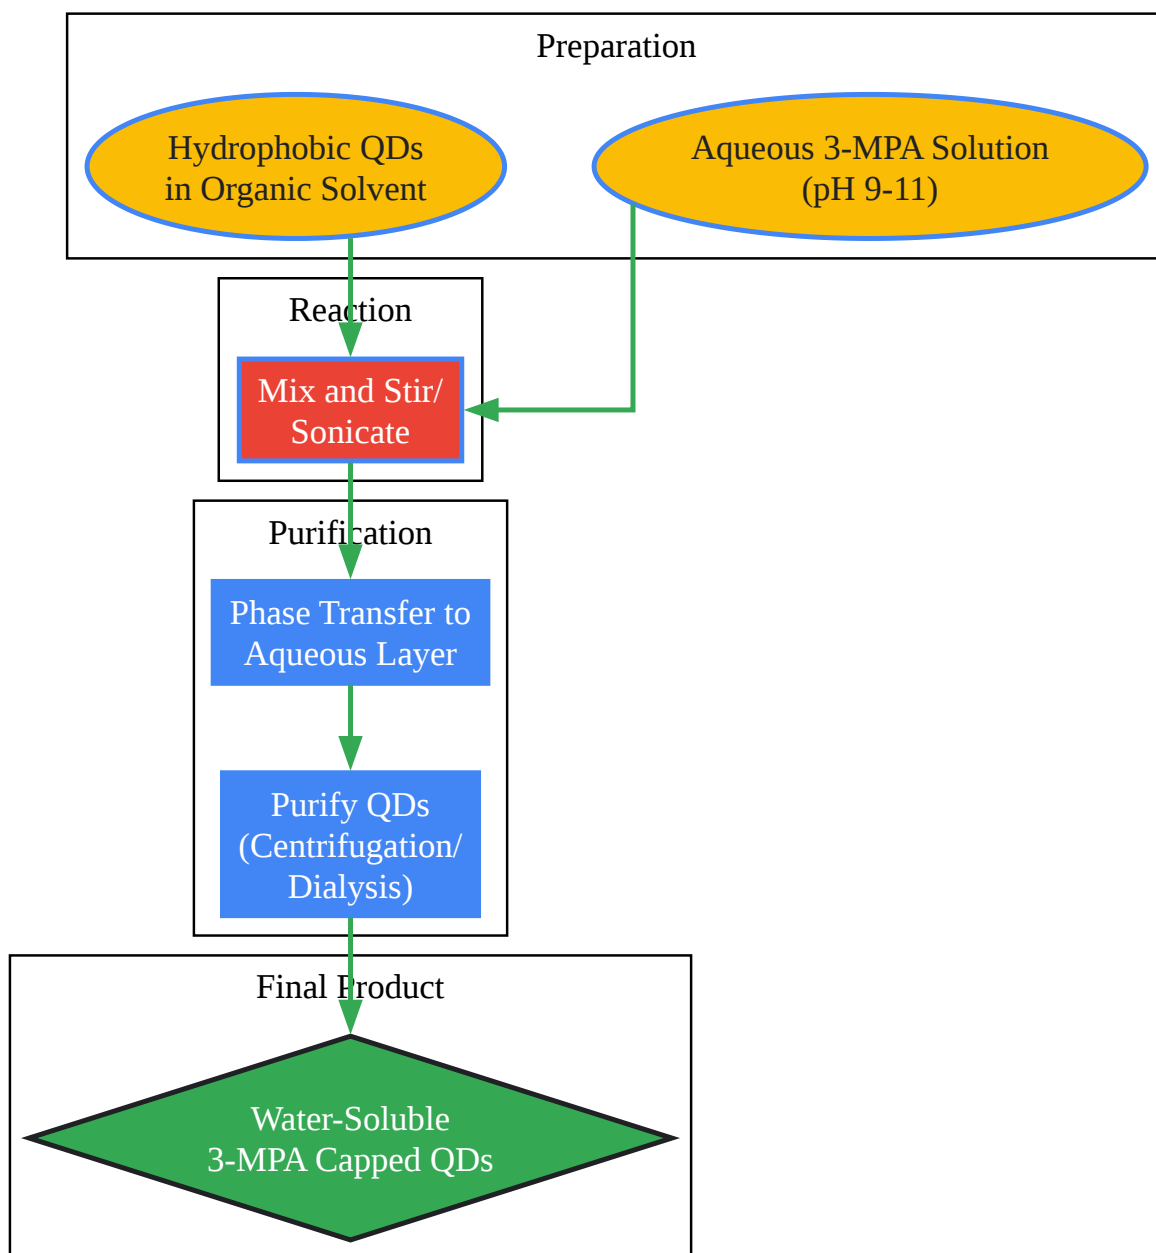 Preparation
Hydrophobic QDs
in Organic Solvent
Aqueous 3-MPA Solution
(pH 9-11)
Reaction
Mix and Stir/
Sonicate
Purification
Phase Transfer to
Aqueous Layer
Purify QDs
(Centrifugation/
Dialysis)
Final Product
Water-Soluble
3-MPA Capped QDs